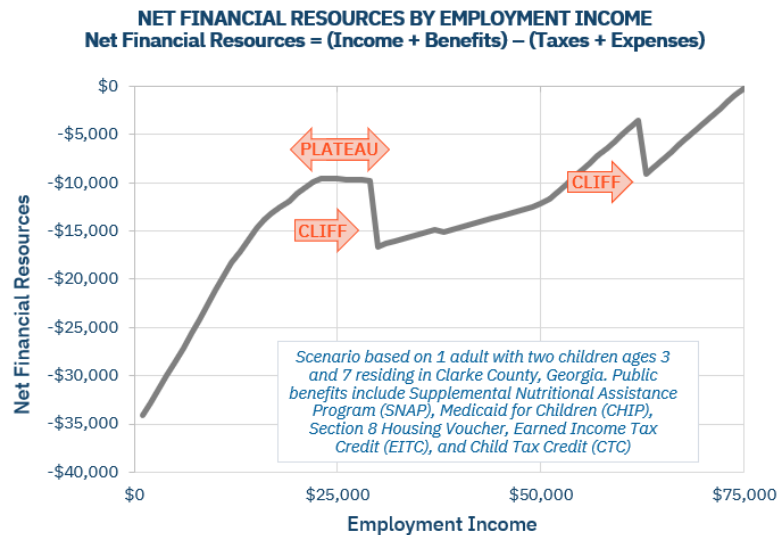 NET FINANCIAL RESOURCES BY EMPLOYMENT INCOME
Net Financial Resources = (Income + Benefits) – (Taxes + Expenses)
Net Financial Resources
$0
-$5,000
-$10,000
-$15,000
-$20,000
-$25,000
-$30,000
-$35,000
-$40,000
PLATEAU
CLIFF
CLIFF
Scenario based on 1 adult with two children ages 3
and 7 residing in Clarke County, Georgia. Public
benefits include Supplemental Nutritional Assistance
Program (SNAP), Medicaid for Children (CHIP),
Section 8 Housing Voucher, Earned Income Tax
Credit (EITC), and Child Tax Credit (CTC)
$0
$25,000
$50,000
$75,000
Employment Income